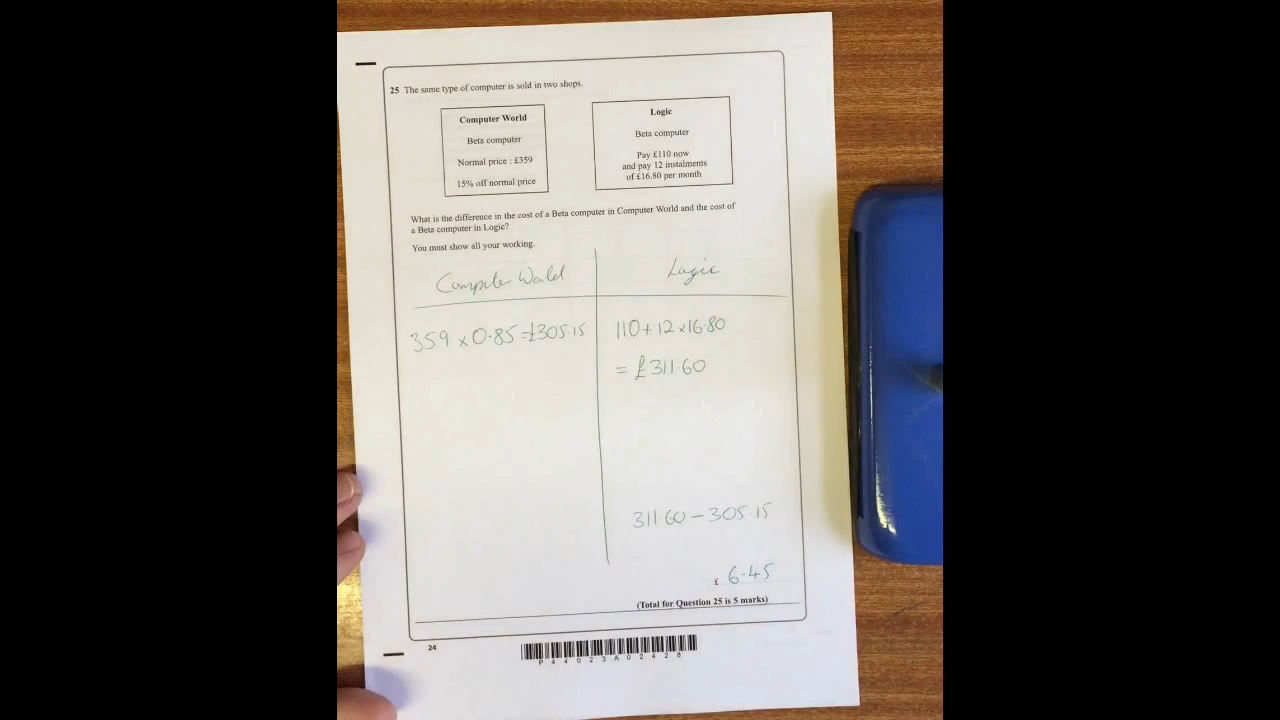 25 The same type of computer is sold in two shops.
Computer World
Beta computer
Normal price : £359
15% off normal price
Logic
Beta computer
Pay £110 now
and pay 12 instalments
of £16.80 per month
What is the difference in the cost of a Beta computer in Computer World and the cost of
a Beta computer in Logic?
You must show all your working.
Computer World
Logic
359 × 0.85 = £305.15
110 + 12 × 16.80
= £311.60
311.60 – 305.15
£ 6.45
(Total for Question 25 is 5 marks)
24
P44023A02428